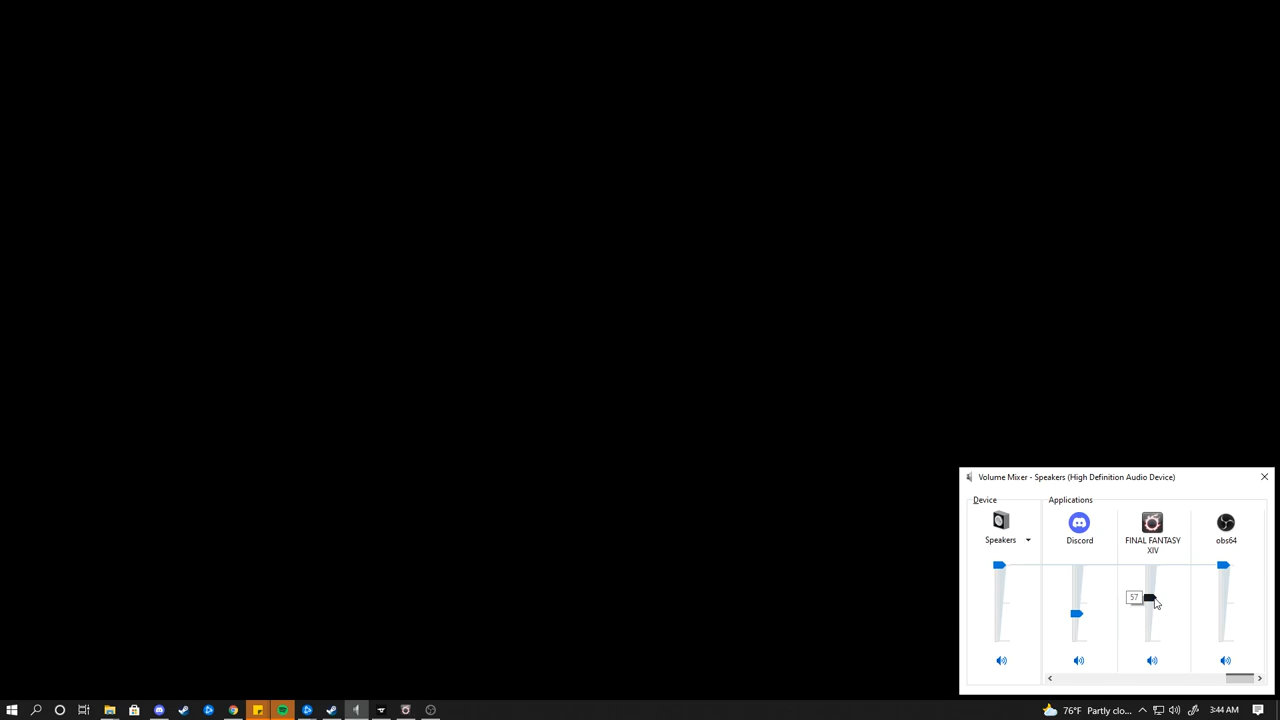 Volume Mixer - Speakers (High Definition Audio Device)
Device
Applications
Speakers
Discord
FINAL FANTASY
XIV
obs64
57
76°F Partly clo...
3:44 AM